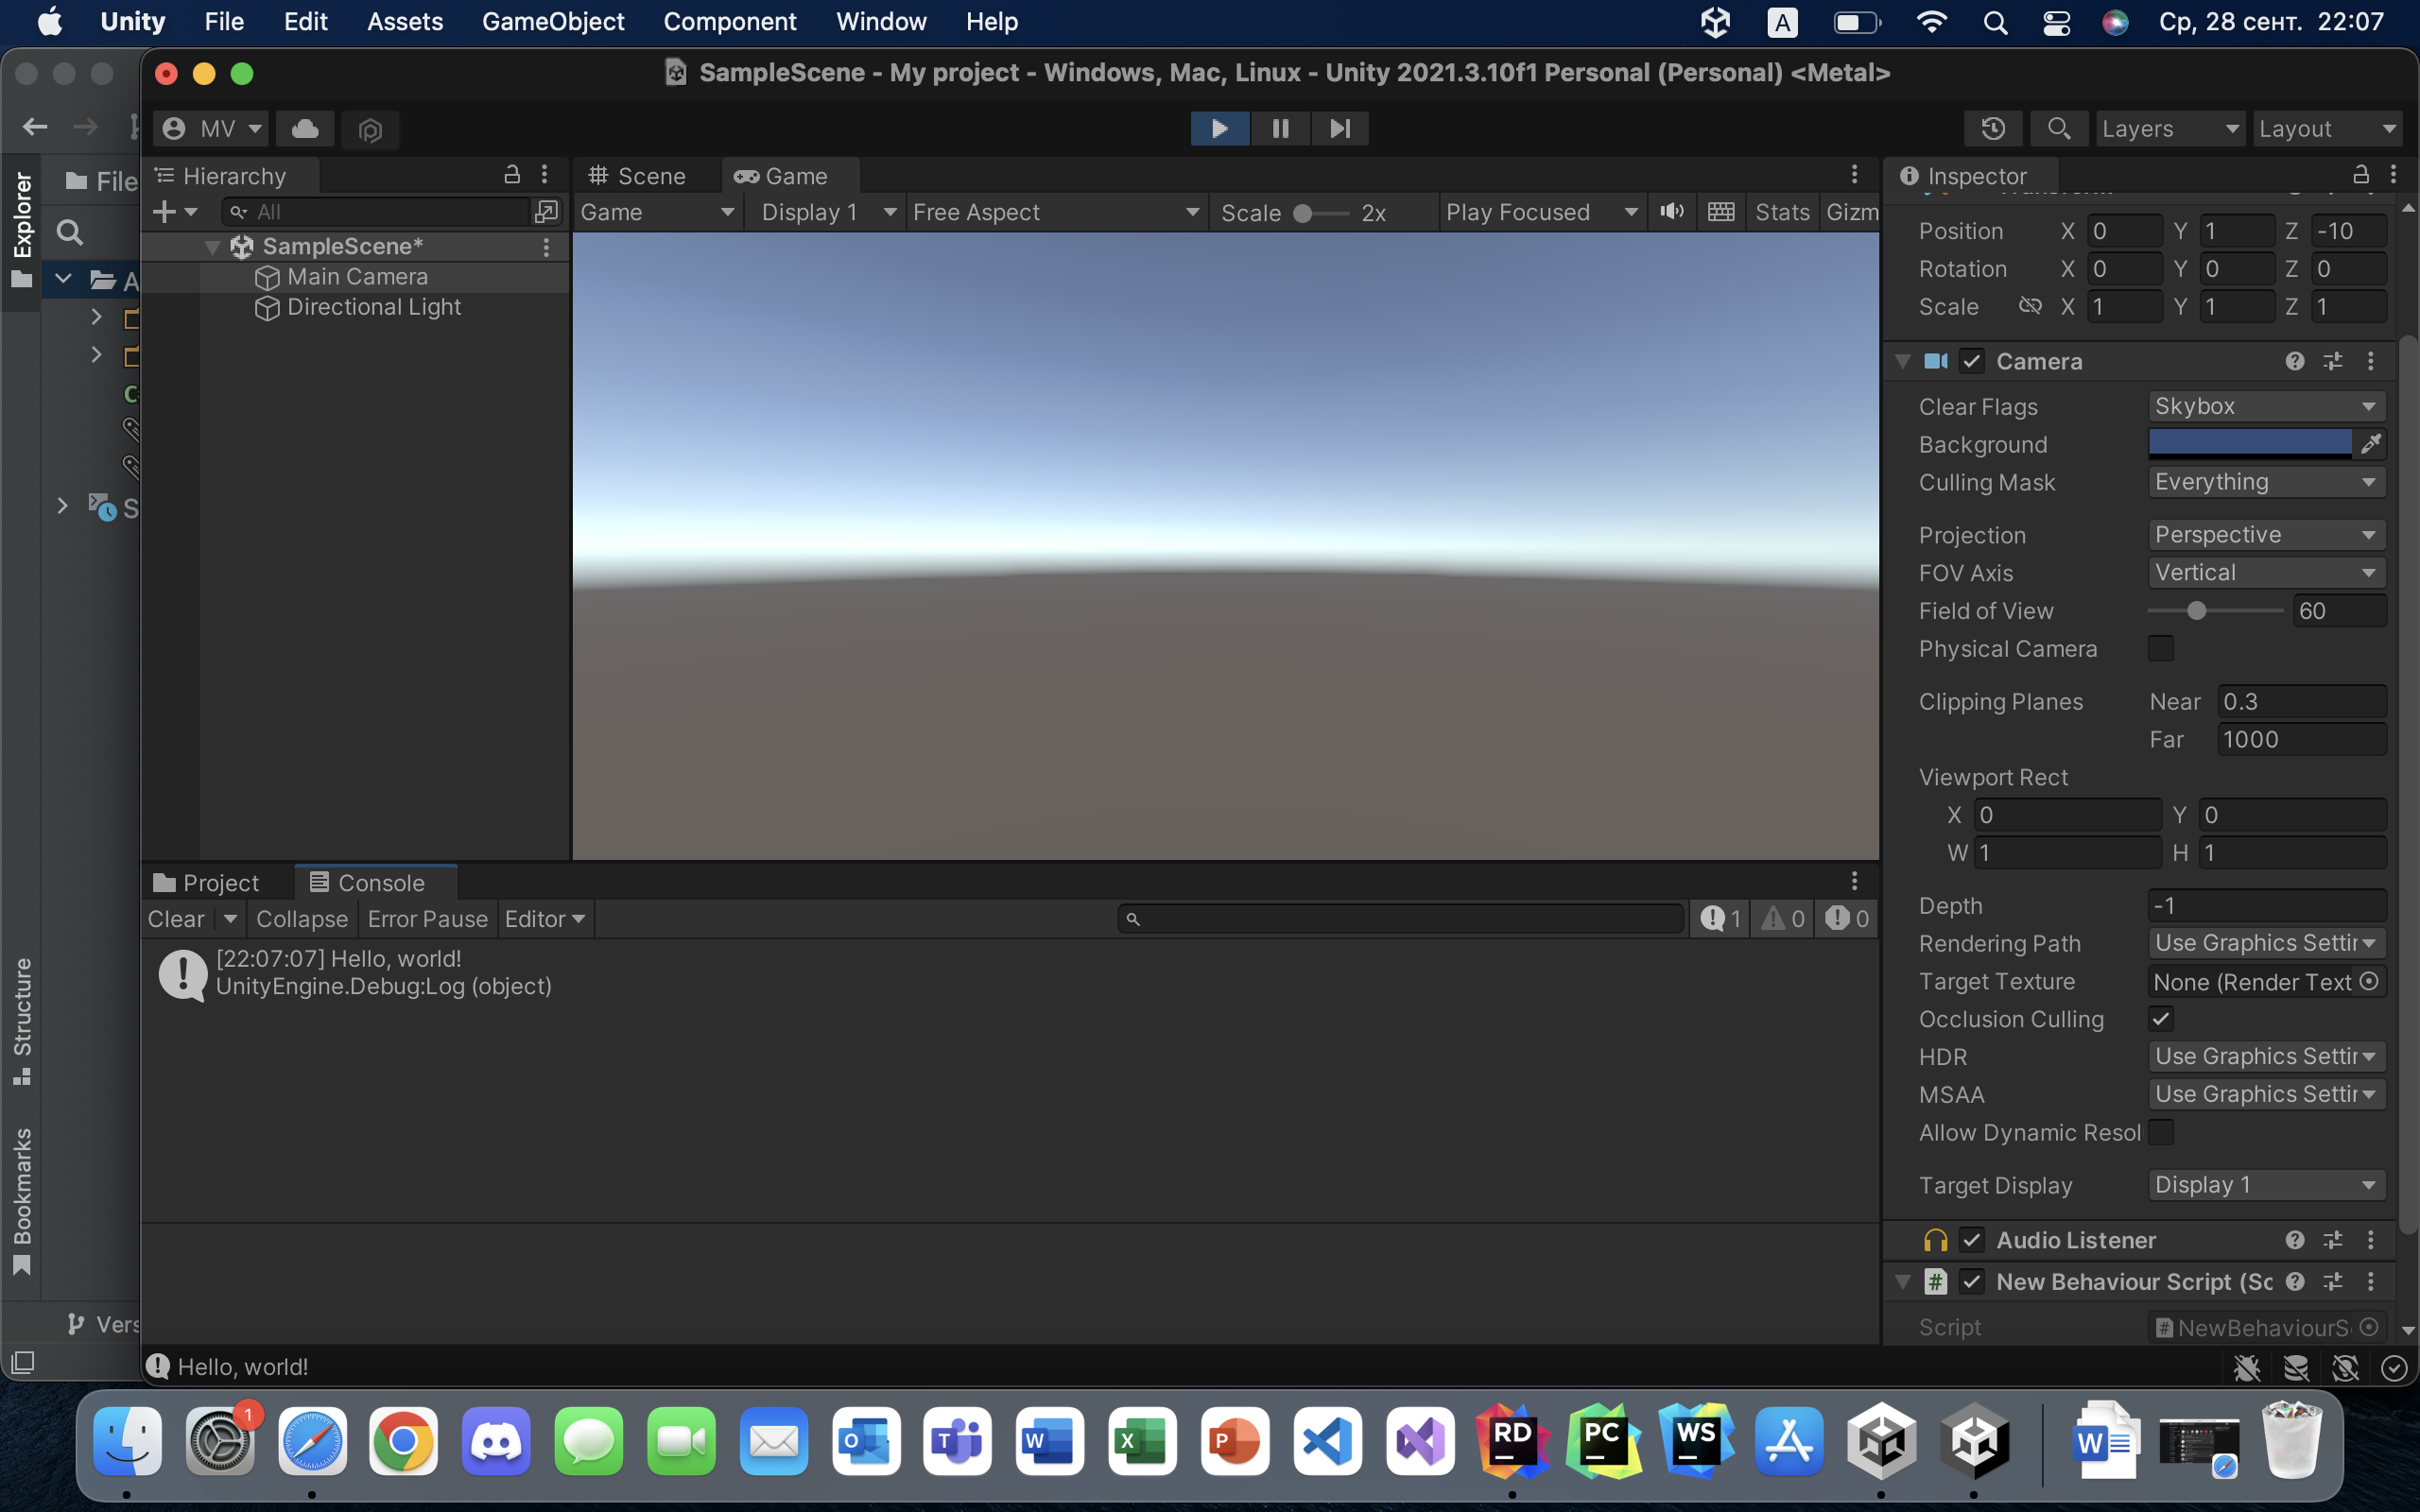 Unity File Edit Assets GameObject Component Window Help A Ср, 28 сент. 22:07
SampleScene - My project - Windows, Mac, Linux - Unity 2021.3.10f1 Personal (Personal) <Metal>
MV Layers Layout
Explorer
File
Structure
Bookmarks
Hierarchy
All
SampleScene*
Main Camera
Directional Light
Scene Game
Game Display 1 Free Aspect Scale 2x Play Focused Stats Gizm
Inspector
Position X 0 Y 1 Z -10
Rotation X 0 Y 0 Z 0
Scale X 1 Y 1 Z 1
Camera
Clear Flags Skybox
Background
Culling Mask Everything
Projection Perspective
FOV Axis Vertical
Field of View 60
Physical Camera
Clipping Planes Near 0.3
Far 1000
Viewport Rect
X 0 Y 0
W 1 H 1
Depth -1
Rendering Path Use Graphics Settir
Target Texture None (Render Text
Occlusion Culling
HDR Use Graphics Settir
MSAA Use Graphics Settir
Allow Dynamic Resol
Target Display Display 1
Audio Listener
# New Behaviour Script (Sc
Script # NewBehaviourS
Project Console
Clear Collapse Error Pause Editor 1 0 0
[22:07:07] Hello, world!
UnityEngine.Debug:Log (object)
Vers
Hello, world!
1
O T W X P RD PC WS W